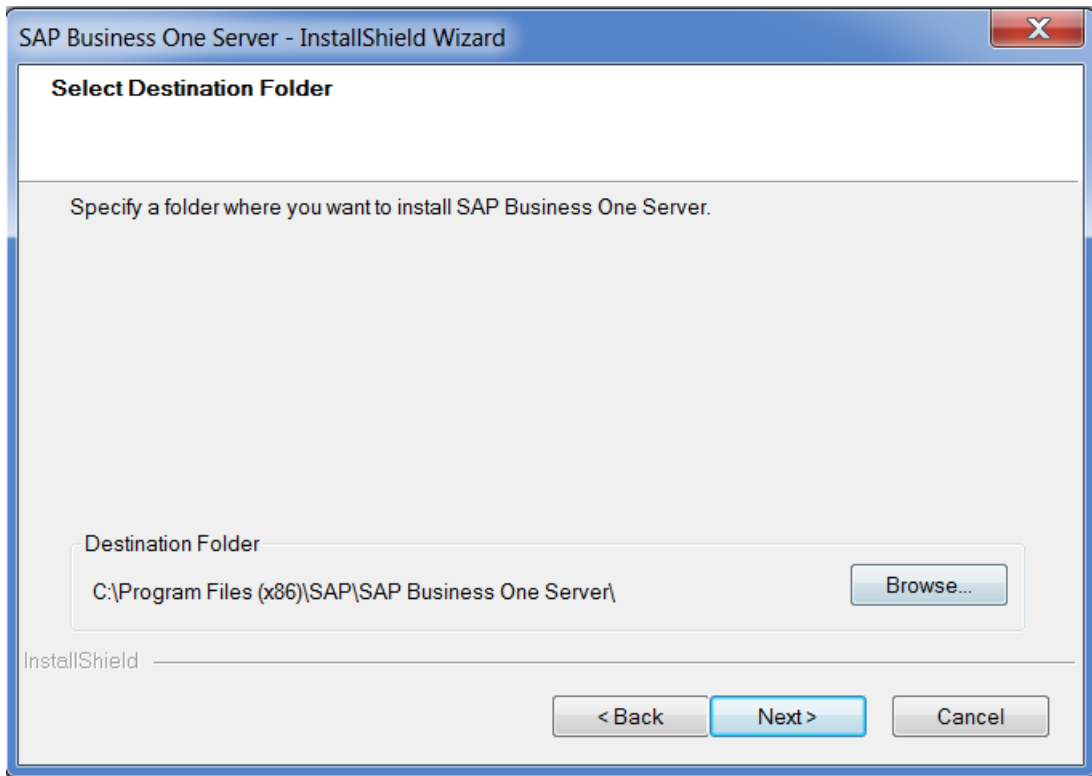 SAP Business One Server - InstallShield Wizard
X
Select Destination Folder
Specify a folder where you want to install SAP Business One Server.
Destination Folder
C:\Program Files (x86)\SAP\SAP Business One Server\
Browse...
InstallShield
< Back
Next >
Cancel